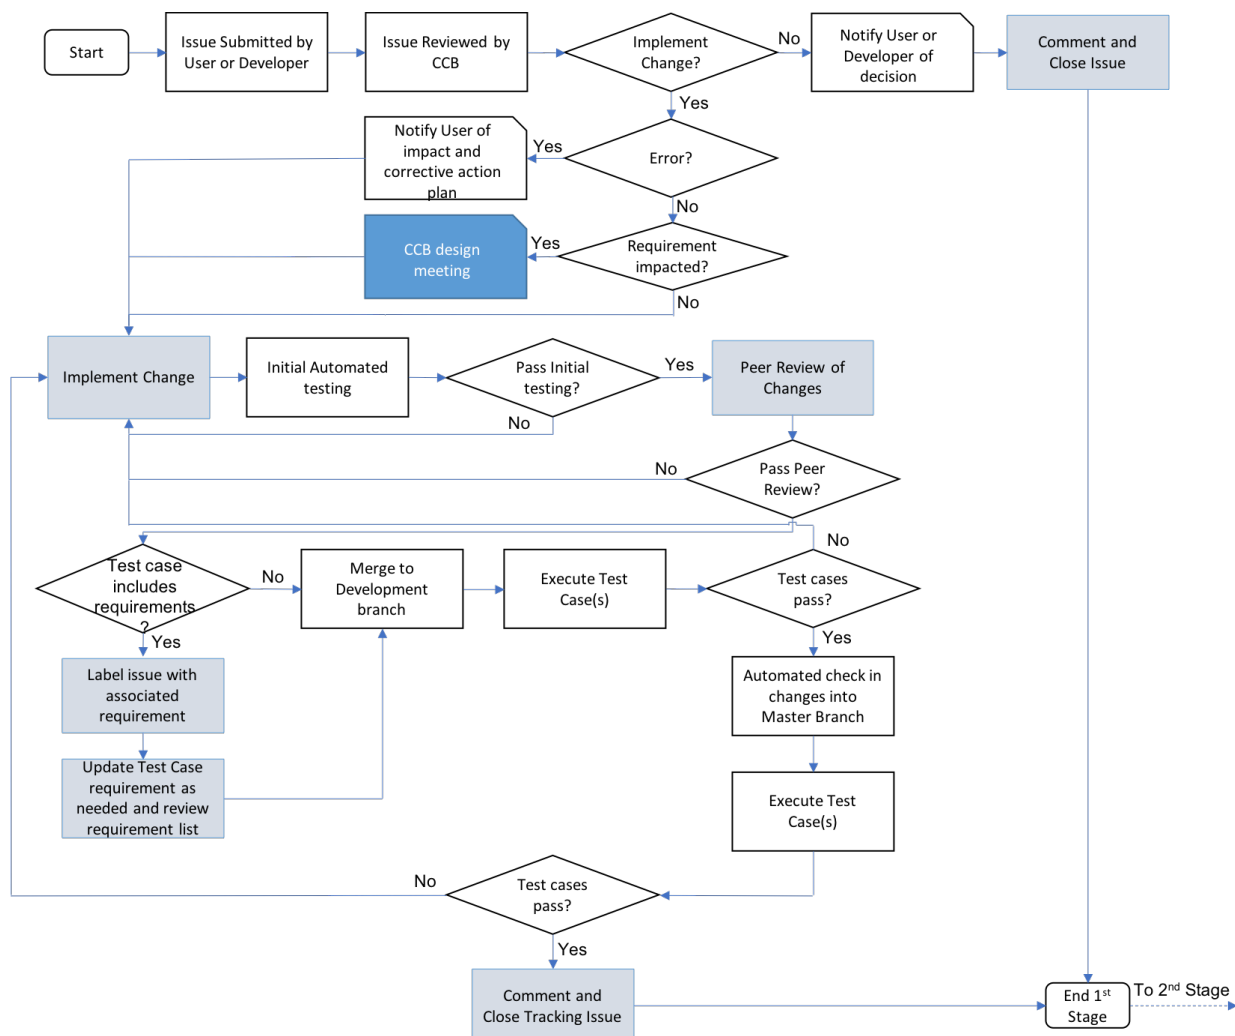 Start
Issue Submitted by
User or Developer
Issue Reviewed by
CCB
Implement
Change?
No
Notify User or
Developer of
decision
Comment and
Close Issue
Yes
Notify User of
impact and
corrective action
plan
Yes
Error?
No
CCB design
meeting
Yes
Requirement
impacted?
No
Implement Change
Initial Automated
testing
Pass Initial
testing?
Yes
Peer Review of
Changes
No
No
Pass Peer
Review?
No
Test case
includes
requirements
?
No
Merge to
Development
branch
Execute Test
Case(s)
Test cases
pass?
Yes
Yes
Label issue with
associated
requirement
Automated check in
changes into
Master Branch
Update Test Case
requirement as
needed and review
requirement list
Execute Test
Case(s)
No
Test cases
pass?
Yes
Comment and
Close Tracking Issue
End 1st
Stage
To 2nd Stage